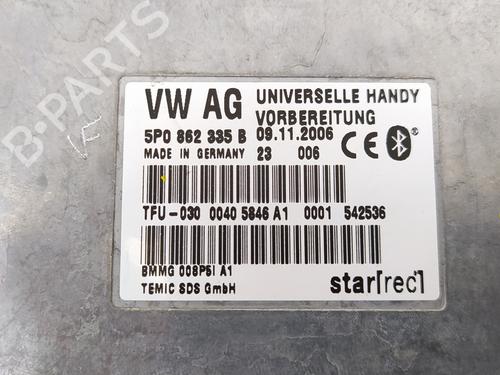 B-PARTS
VW AG UNIVERSELLE HANDY
VORBEREITUNG
5P0 862 335 B 09.11.2006
MADE IN GERMANY 23 006 CE
TFU-030 0040 5846 A1 0001 542536
BMMG 008P6I A1
TEMIC SDS GmbH
star[rec]